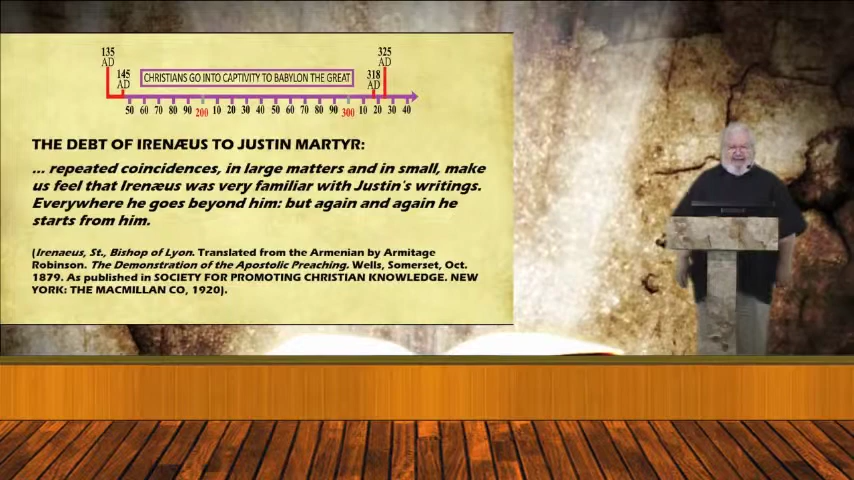 135
AD
325
AD
145
AD
CHRISTIANS GO INTO CAPTIVITY TO BABYLON THE GREAT
318
AD
50 60 70 80 90 200 10 20 30 40 50 60 70 80 90 300 10 20 30 40
THE DEBT OF IRENÆUS TO JUSTIN MARTYR:
... repeated coincidences, in large matters and in small, make
us feel that Irenæus was very familiar with Justin's writings.
Everywhere he goes beyond him: but again and again he
starts from him.
(Irenaeus, St., Bishop of Lyon. Translated from the Armenian by Armitage
Robinson. The Demonstration of the Apostolic Preaching. Wells, Somerset, Oct.
1879. As published in SOCIETY FOR PROMOTING CHRISTIAN KNOWLEDGE. NEW
YORK: THE MACMILLAN CO, 1920).